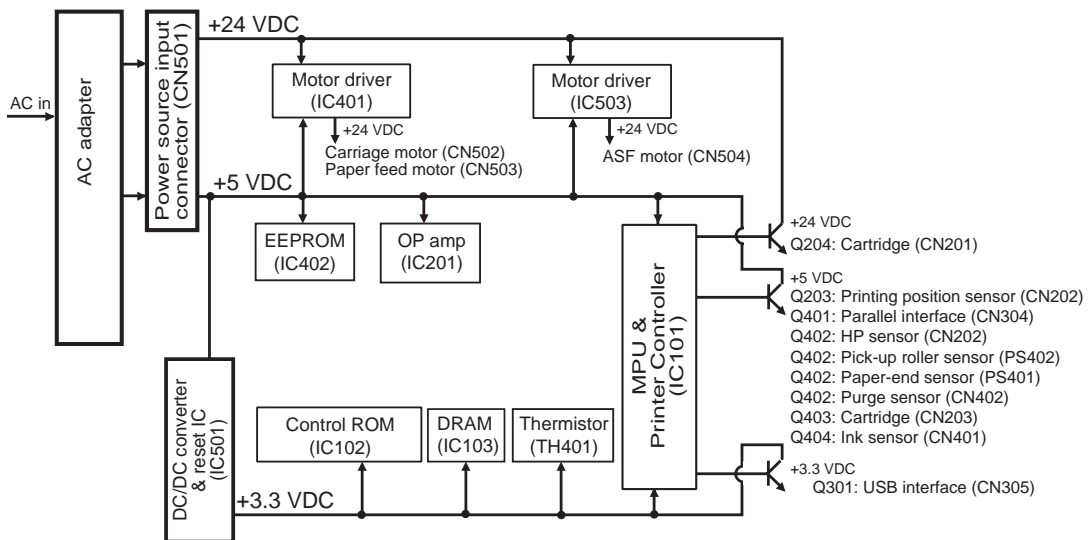 AC in
AC adapter
Power source input
connector (CN501)
+24 VDC
Motor driver
(IC401)
+24 VDC
Carriage motor (CN502)
Paper feed motor (CN503)
Motor driver
(IC503)
+24 VDC
ASF motor (CN504)
+5 VDC
EEPROM
(IC402)
OP amp
(IC201)
MPU &
Printer Controller
(IC101)
+24 VDC
Q204: Cartridge (CN201)
+5 VDC
Q203: Printing position sensor (CN202)
Q401: Parallel interface (CN304)
Q402: HP sensor (CN202)
Q402: Pick-up roller sensor (PS402)
Q402: Paper-end sensor (PS401)
Q402: Purge sensor (CN402)
Q403: Cartridge (CN203)
Q404: Ink sensor (CN401)
DC/DC converter
& reset IC
(IC501)
Control ROM
(IC102)
DRAM
(IC103)
Thermistor
(TH401)
+3.3 VDC
+3.3 VDC
Q301: USB interface (CN305)